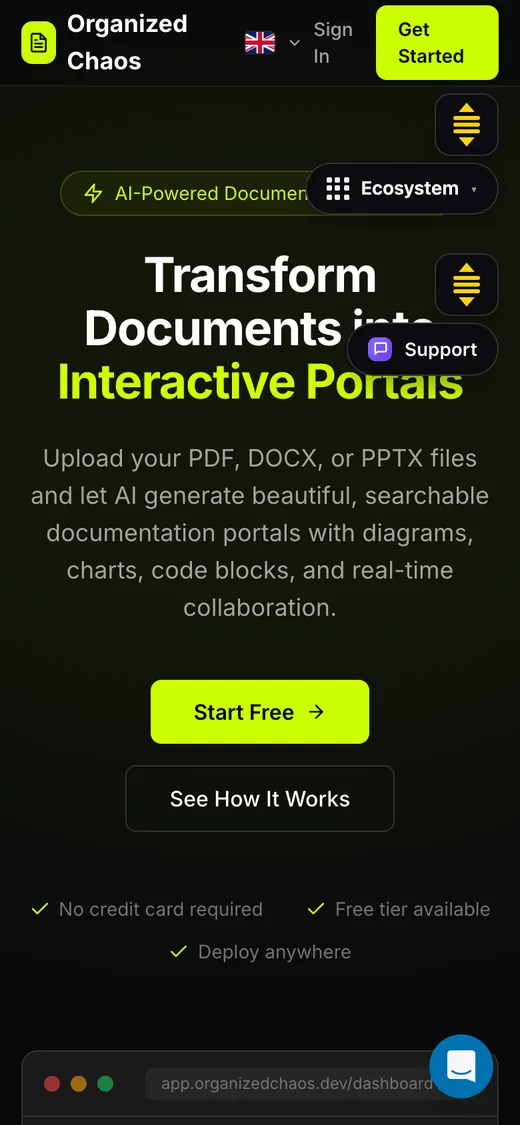 Organized
Chaos
Sign
In
Get
Started
AI-Powered
Ecosystem
Transform
Documents into
Interactive Portals
Support
Upload your PDF, DOCX, or PPTX files
and let AI generate beautiful, searchable
documentation portals with diagrams,
charts, code blocks, and real-time
collaboration.
Start Free
See How It Works
No credit card required
Free tier available
Deploy anywhere
app.organizedchaos.dev/dashboard